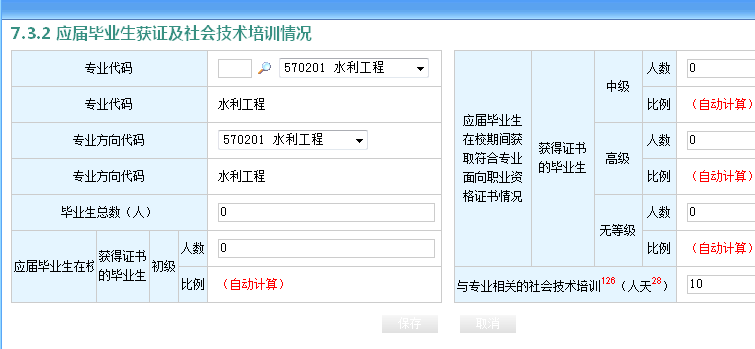 7.3.2 应届毕业生获证及社会技术培训情况
专业代码
570201 水利工程
专业代码
水利工程
专业方向代码
570201 水利工程
专业方向代码
水利工程
毕业生总数（人）
0
应届毕业生在校
获得证书
的毕业生
初级
人数
0
比例
（自动计算）
应届毕业生
在校期间获
取符合专业
面向职业资
格证书情况
获得证书
的毕业生
中级
人数
0
比例
（自动计算）
高级
人数
0
比例
（自动计算）
无等级
人数
0
比例
（自动计算）
与专业相关的社会技术培训126（人天28）
10
保存
取消